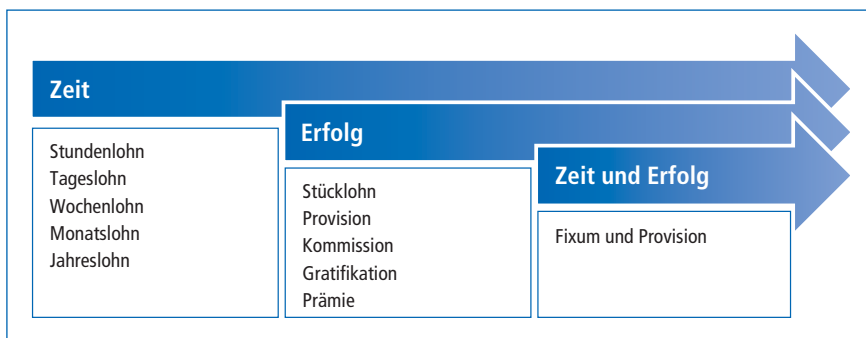 Zeit
Stundenlohn
Tageslohn
Wochenlohn
Monatslohn
Jahreslohn
Erfolg
Stücklohn
Provision
Kommission
Gratifikation
Prämie
Zeit und Erfolg
Fixum und Provision